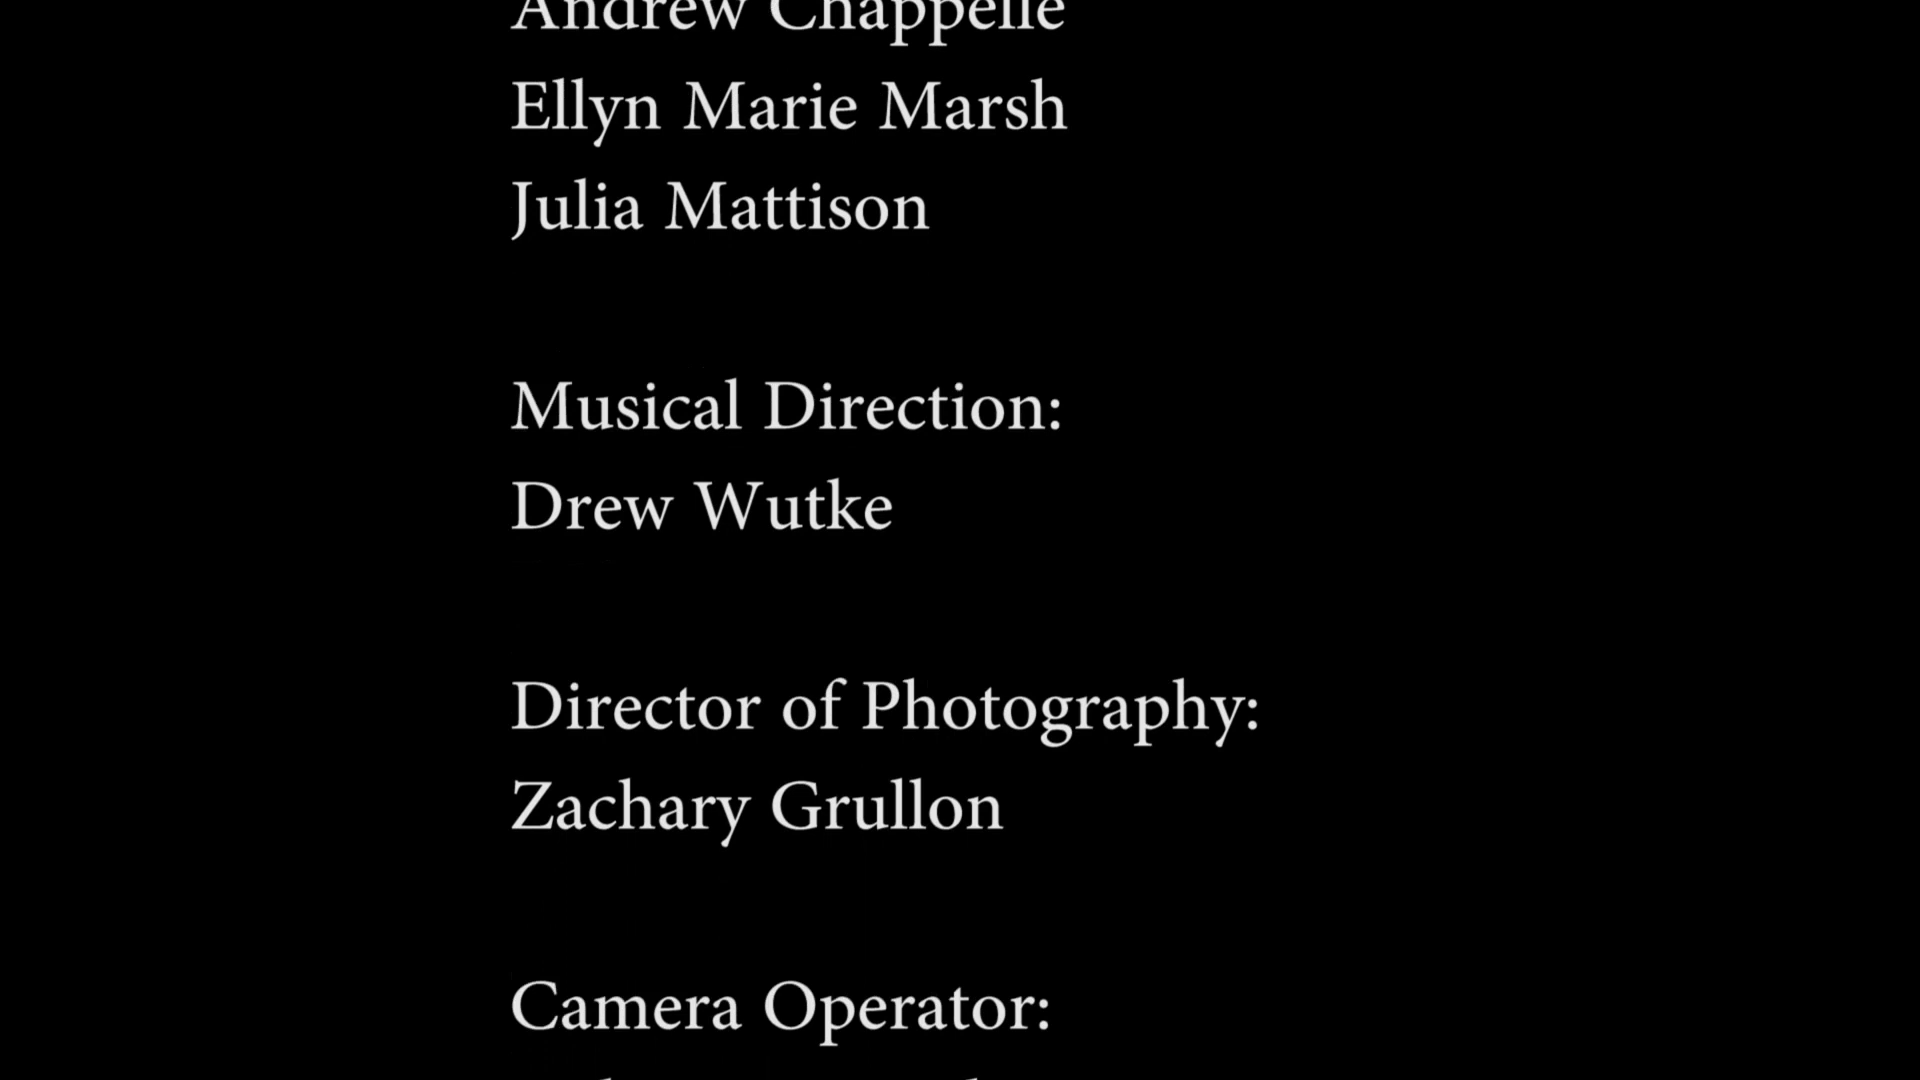 Andrew Chappelle
Ellyn Marie Marsh
Julia Mattison
Musical Direction:
Drew Wutke
Director of Photography:
Zachary Grullon
Camera Operator: